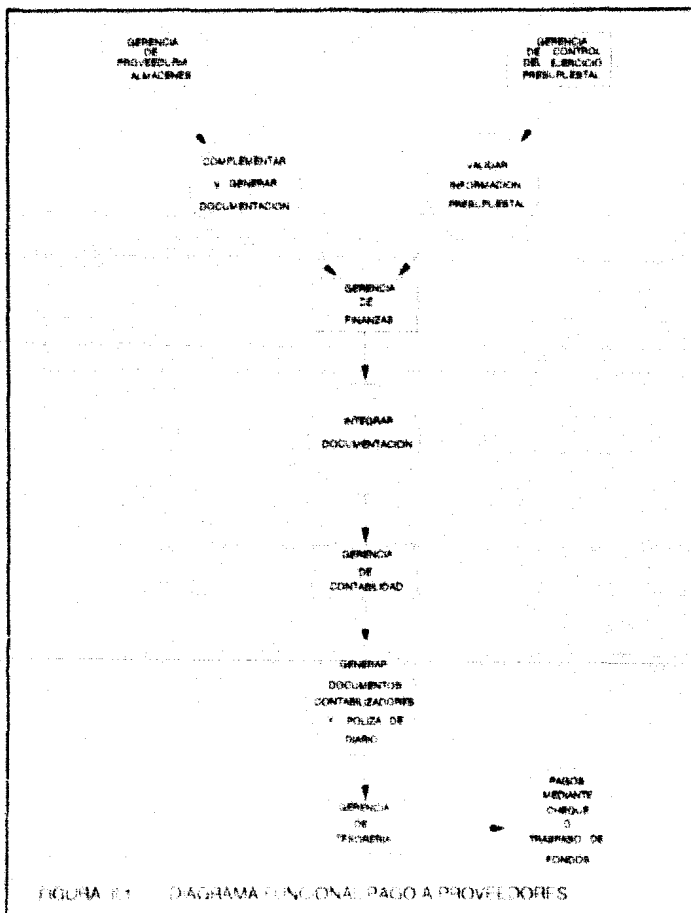 GERENCIA
DE
PROVEEDURIA
ALMACENES
GERENCIA
DE CONTROL
DEL EJERCICIO
PRESUPUESTAL
COMPLEMENTAR
Y GENERAR
DOCUMENTACION
VALIDAR
INFORMACION
PRESUPUESTAL
GERENCIA
DE
FINANZAS
INTEGRAR
DOCUMENTACION
GERENCIA
DE
CONTABILIDAD
GENERAR
DOCUMENTOS
CONTABILIZADORES
Y POLIZA DE
DIARIO
GERENCIA
DE
TESORERIA
PAGOS
MEDIANTE
CHEQUE
O
TRASPASO DE
FONDOS
FIGURA DIAGRAMA FUNCIONAL PAGO A PROVEEDORES